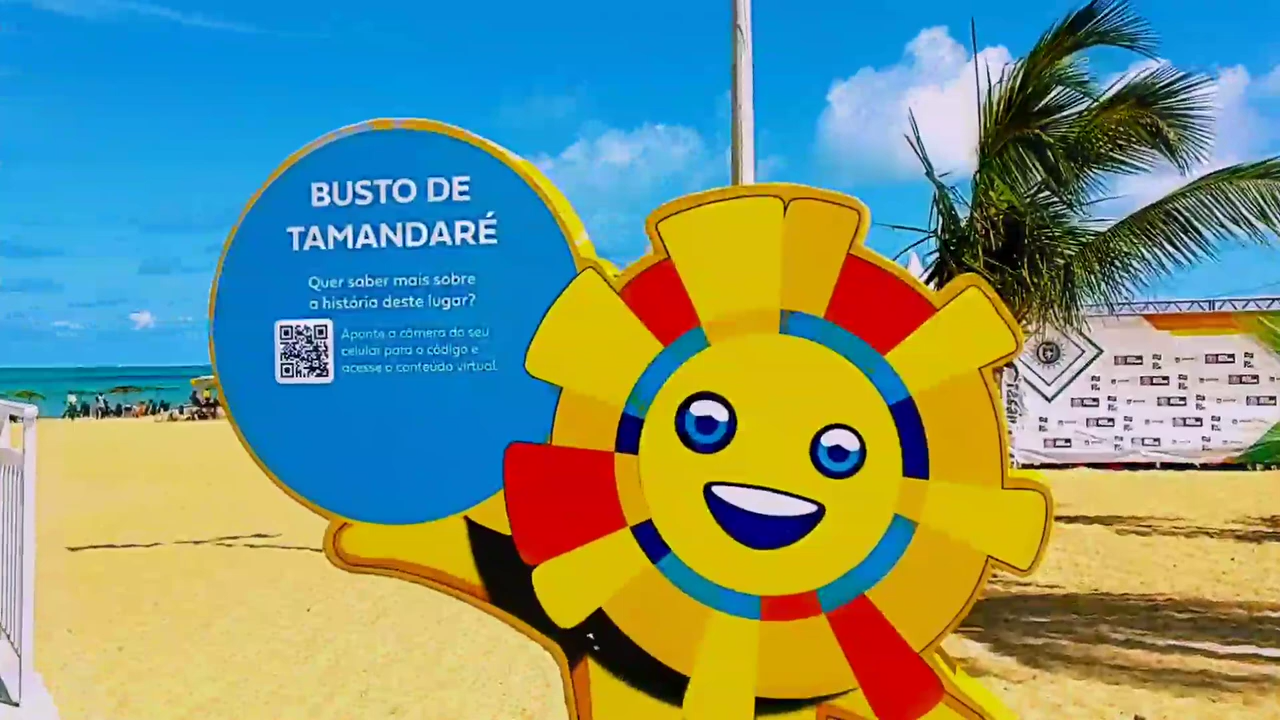 BUSTO DE
TAMANDARÉ
Quer saber mais sobre
a história deste lugar?
Aponte a câmera do seu
celular para o código e
acesse o conteúdo virtual.